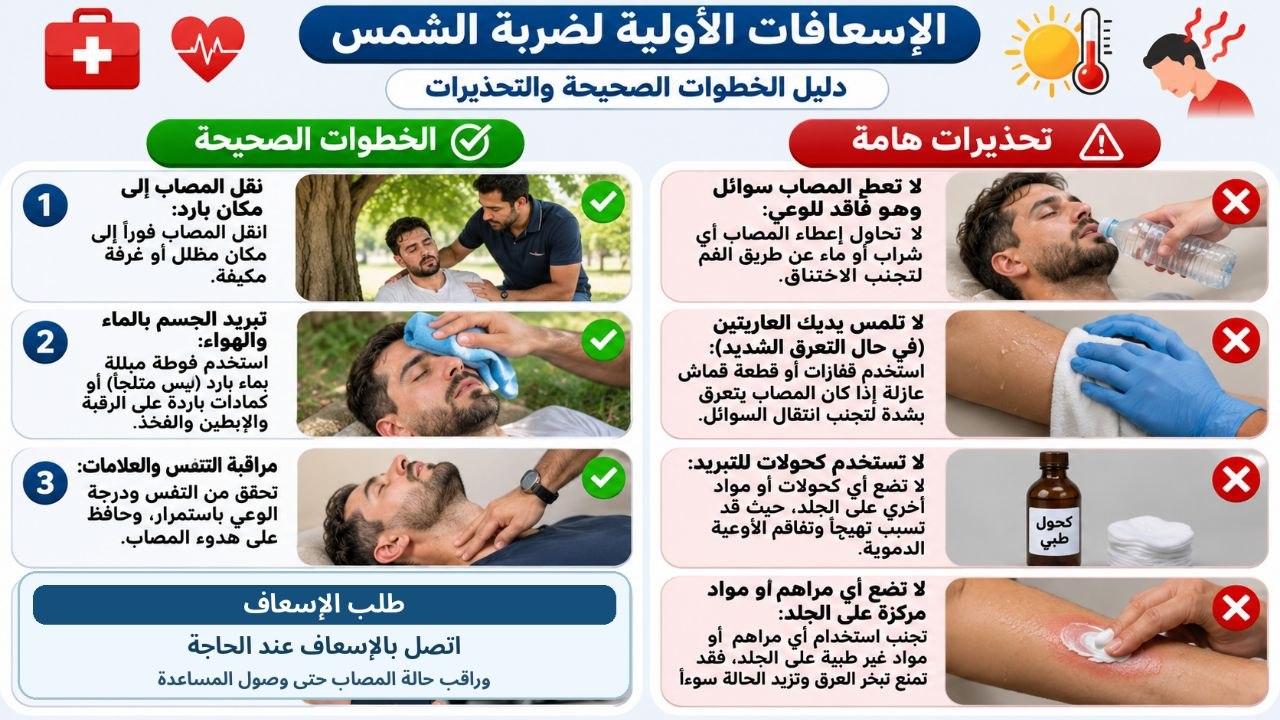 الإسعافات الأولية لضربة الشمس
دليل الخطوات الصحيحة والتحذيرات
تحذيرات هامة
لا تعطِ المصاب سوائل
وهو فاقد للوعي:
لا تحاول إعطاء المصاب أي
شراب أو ماء عن طريق الفم
لتجنب الاختناق.
لا تلمس يديك العاريتين
(في حال التعرق الشديد):
استخدم قفازات أو قطعة قماش
عازلة إذا كان المصاب يتعرق
بشدة لتجنب انتقال السوائل.
لا تستخدم كحولات للتبريد:
لا تضع أي كحولات أو مواد
أخري على الجلد، حيث قد
تسبب تهيجاً وتفاقم الأوعية
الدموية.
كحول
طبي
لا تضع أي مراهم أو مواد
مركزة على الجلد:
تجنب استخدام أي مراهم أو
مواد غير طبية على الجلد، فقد
تمنع تبخر العرق وتزيد الحالة سوءاً
الخطوات الصحيحة
1
نقل المصاب إلى
مكان بارد:
انقل المصاب فوراً إلى
مكان مظلل أو غرفة
مكيفة.
2
تبريد الجسم بالماء
والهواء:
استخدم فوطة مبللة
بماء بارد (ليس مثلجاً) أو
كمادات باردة على الرقبة
والإبطين والفخذ.
3
مراقبة التتفس والعلامات:
تحقق من التفس ودرجة
الوعي باستمرار، وحافظ
على هدوء المصاب.
طلب الإسعاف
اتصل بالإسعاف عند الحاجة
وراقب حالة المصاب حتى وصول المساعدة